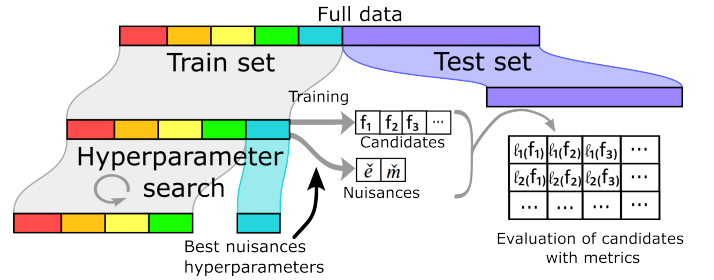 Full data
Train set
Test set
Training
f₁ f₂ f₃ ...
Candidates
Hyperparameter
search
ě m̌
Nuisances
ℓ₁(f₁) ℓ₁(f₂) ℓ₁(f₃) ...
ℓ₂(f₁) ℓ₂(f₂) ℓ₂(f₃) ...
... ... ... ...
Best nuisances
hyperparameters
Evaluation of candidates
with metrics